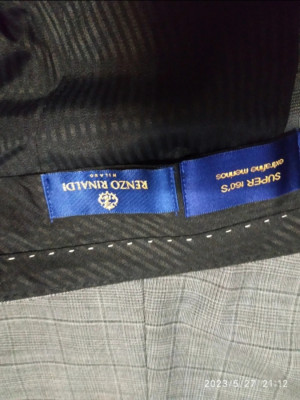 RENZO RINALDI
MILANO
SUPER 160'S
extrafine merinos
2023/5/27 21:12